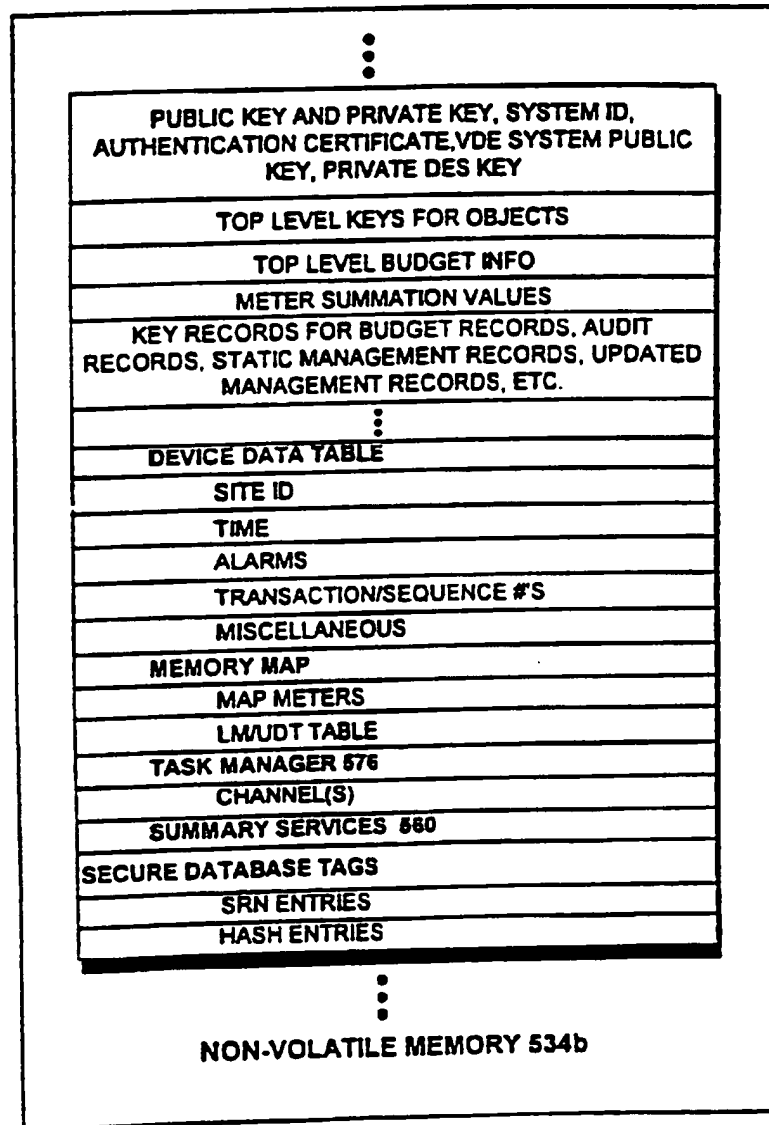 PUBLIC KEY AND PRIVATE KEY, SYSTEM ID,
AUTHENTICATION CERTIFICATE,VDE SYSTEM PUBLIC
KEY, PRIVATE DES KEY
TOP LEVEL KEYS FOR OBJECTS
TOP LEVEL BUDGET INFO
METER SUMMATION VALUES
KEY RECORDS FOR BUDGET RECORDS, AUDIT
RECORDS, STATIC MANAGEMENT RECORDS, UPDATED
MANAGEMENT RECORDS, ETC.
DEVICE DATA TABLE
SITE ID
TIME
ALARMS
TRANSACTION/SEQUENCE #'S
MISCELLANEOUS
MEMORY MAP
MAP METERS
LM/UDT TABLE
TASK MANAGER 576
CHANNEL(S)
SUMMARY SERVICES 560
SECURE DATABASE TAGS
SRN ENTRIES
HASH ENTRIES
NON-VOLATILE MEMORY 534b